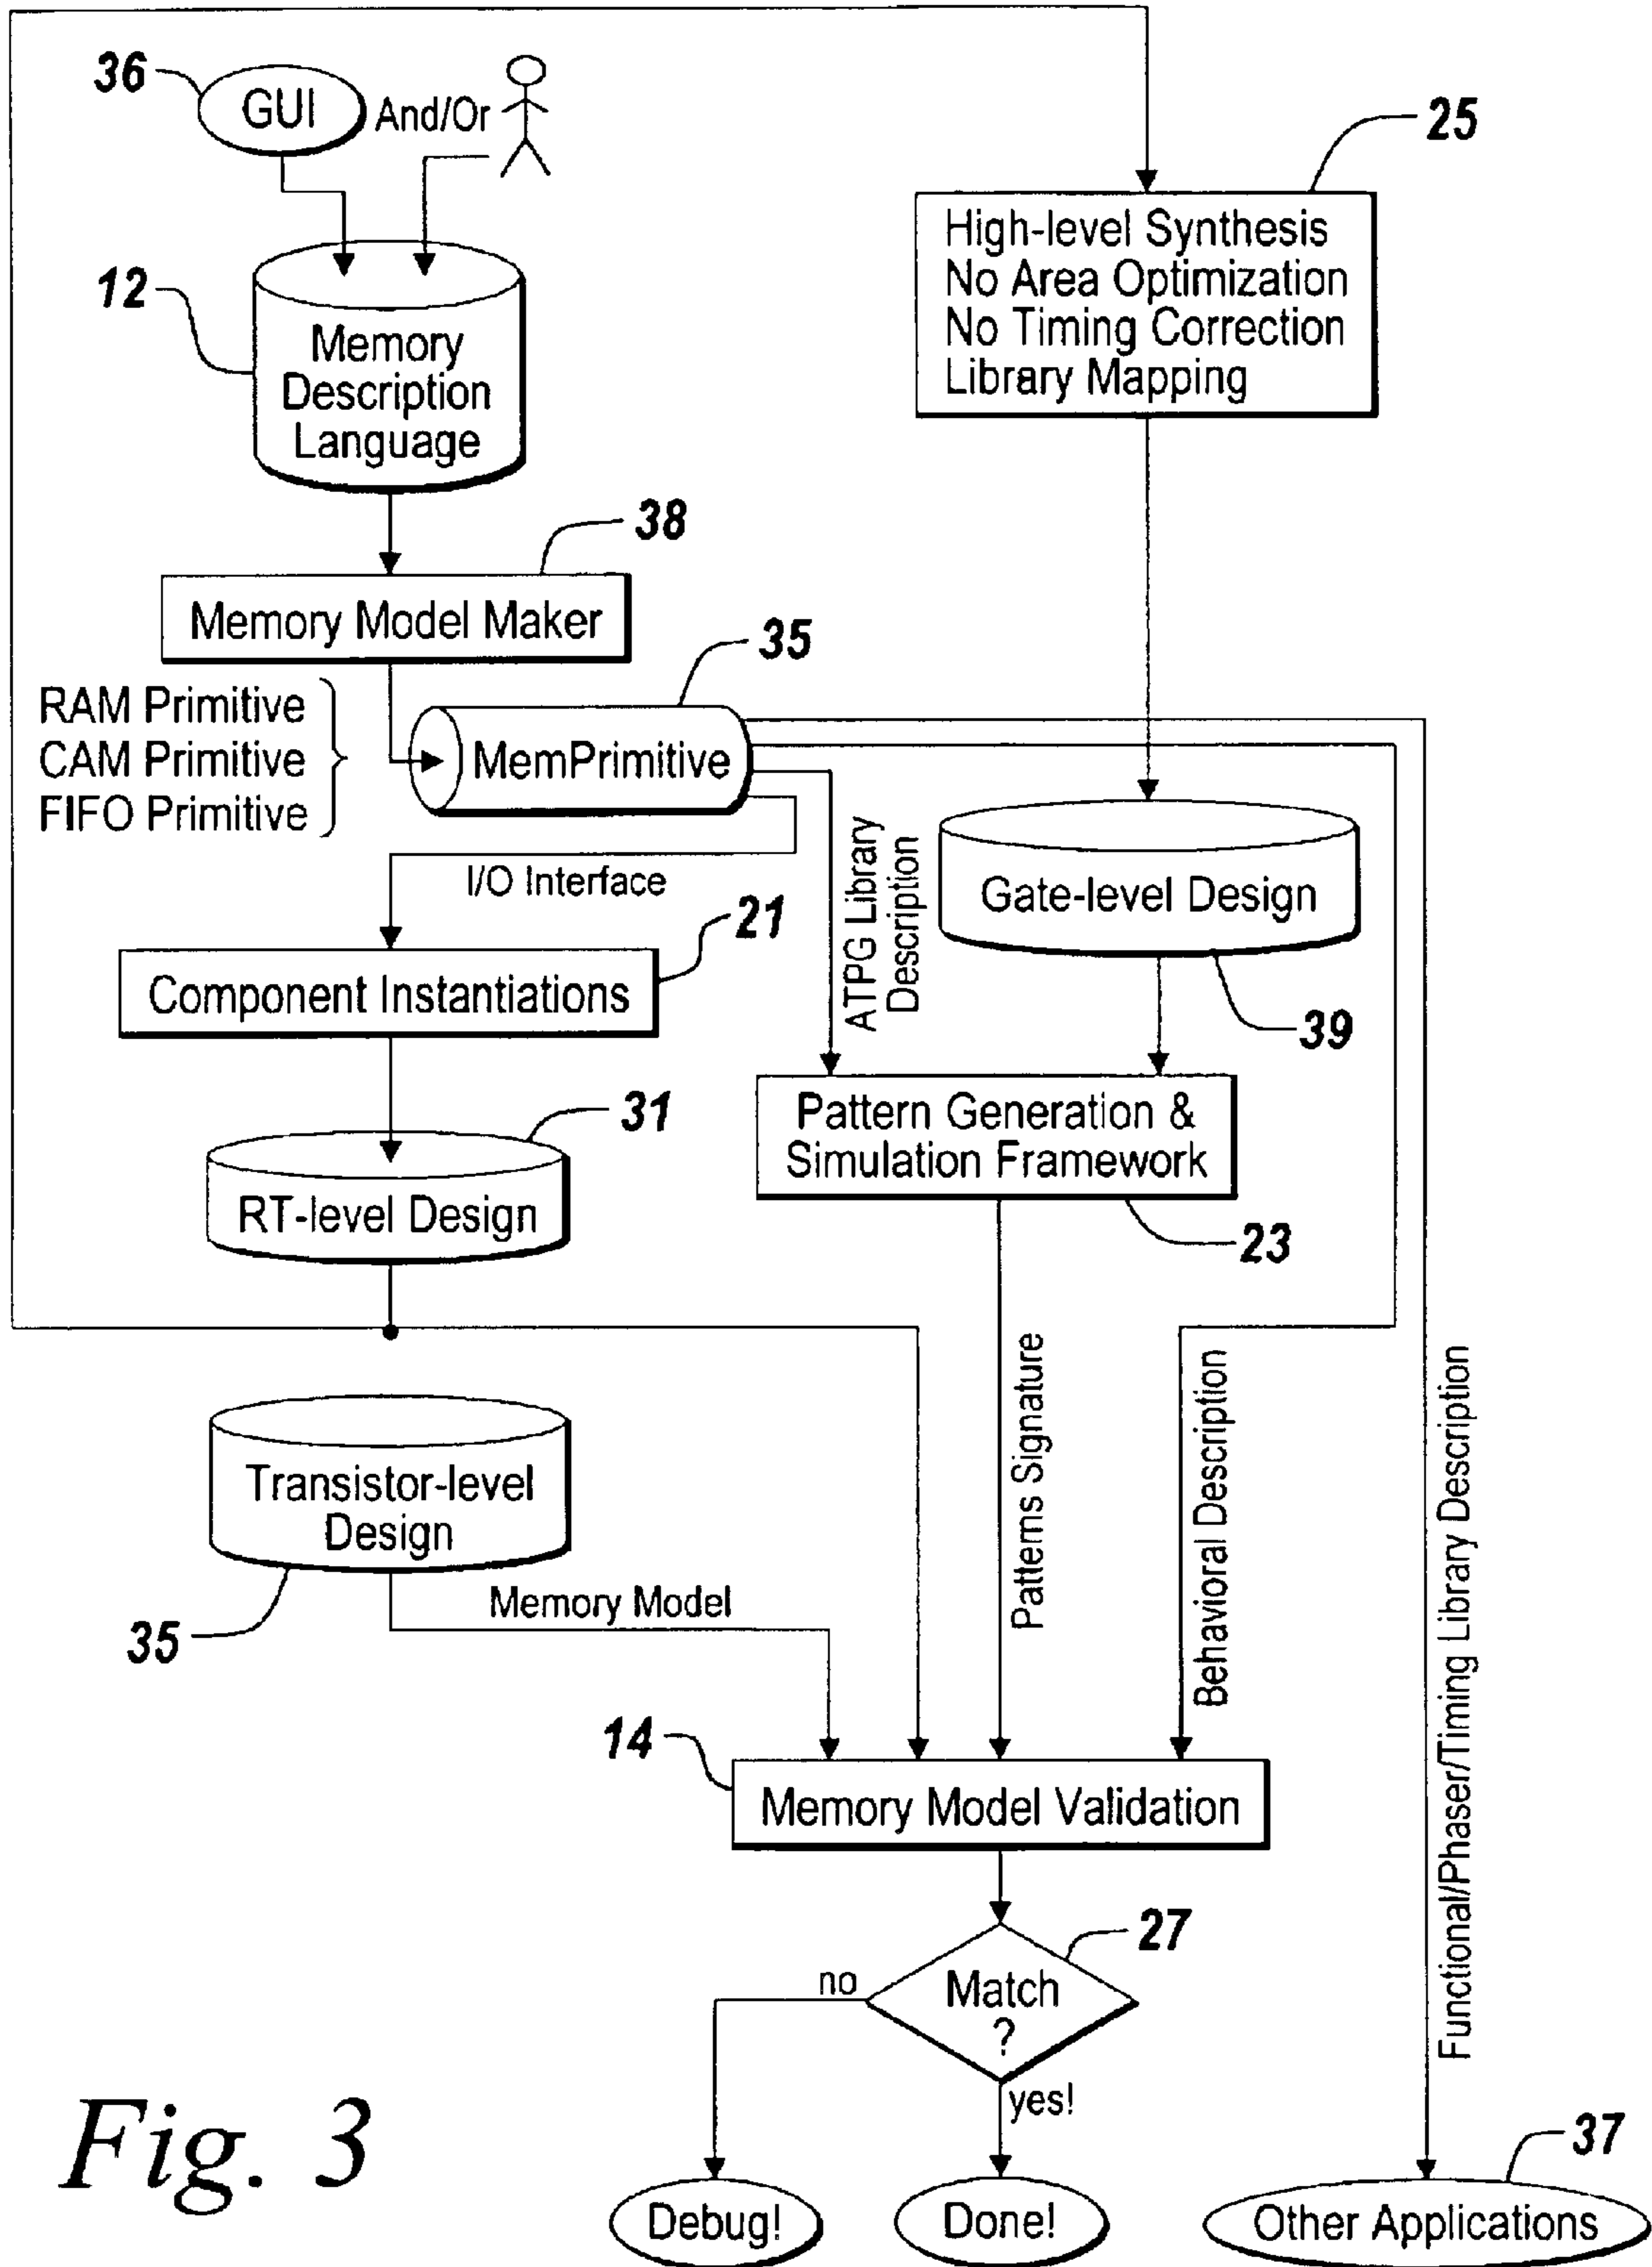 36
GUI
And/Or
25
High-level Synthesis
No Area Optimization
No Timing Correction
Library Mapping
12
Memory
Description
Language
38
Memory Model Maker
35
RAM Primitive
CAM Primitive
FIFO Primitive
MemPrimitive
I/O Interface
ATPG Library
Description
Gate-level Design
39
21
Component Instantiations
Pattern Generation &
Simulation Framework
23
31
RT-level Design
Transistor-level
Design
35
Memory Model
Patterns Signature
Behavioral Description
Functional/Phaser/Timing Library Description
14
Memory Model Validation
27
Match
?
no
yes!
Debug!
Done!
37
Other Applications
Fig. 3